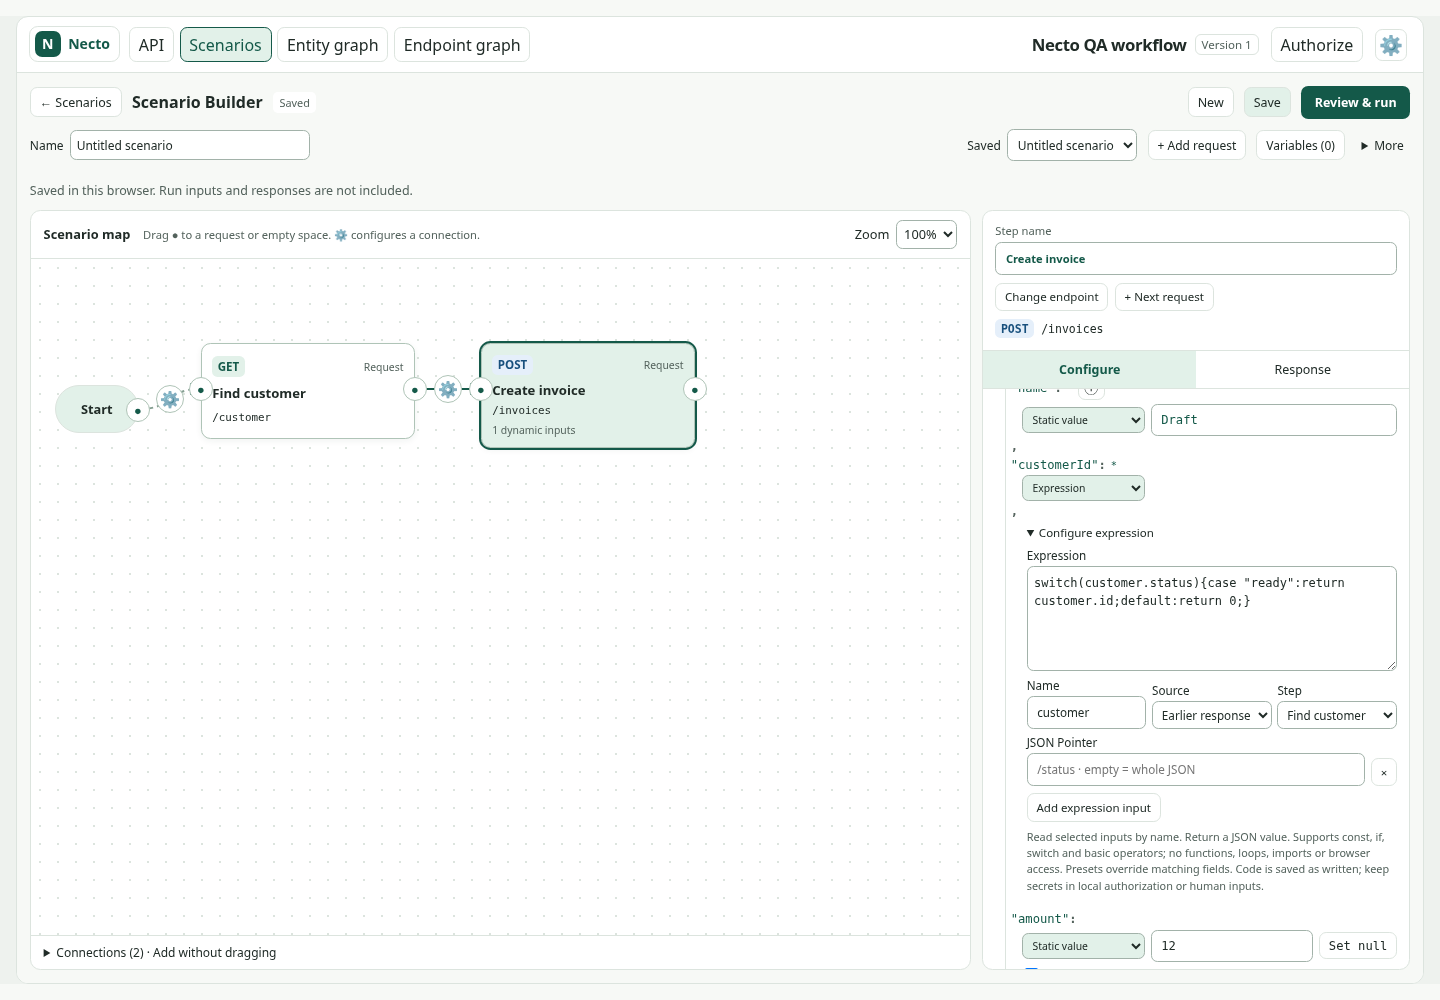 N Necto
API
Scenarios
Entity graph
Endpoint graph
Necto QA workflow
Version 1
Authorize
← Scenarios
Scenario Builder
Saved
New
Save
Review & run
Name
Untitled scenario
Saved
Untitled scenario
+ Add request
Variables (0)
▶ More
Saved in this browser. Run inputs and responses are not included.
Scenario map
Drag ● to a request or empty space. ⚙️ configures a connection.
Zoom
100%
Start
GET
Request
Find customer
/customer
POST
Request
Create invoice
/invoices
1 dynamic inputs
▶ Connections (2) · Add without dragging
Step name
Create invoice
Change endpoint
+ Next request
POST /invoices
Configure
Response
"name":
Static value
Draft
,
"customerId": *
Expression
,
▼ Configure expression
Expression
switch(customer.status){case "ready":return
customer.id;default:return 0;}
Name
Source
Step
customer
Earlier response
Find customer
JSON Pointer
/status · empty = whole JSON
×
Add expression input
Read selected inputs by name. Return a JSON value. Supports const, if,
switch and basic operators; no functions, loops, imports or browser
access. Presets override matching fields. Code is saved as written; keep
secrets in local authorization or human inputs.
"amount":
Static value
12
Set null